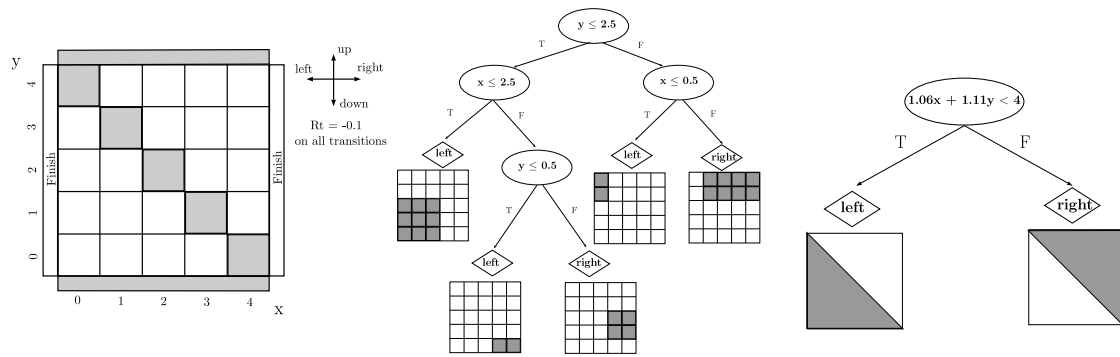 y
4
3
2
1
0
Finish
Finish
0 1 2 3 4
x
up
left right
down
Rt = -0.1
on all transitions
y ≤ 2.5
T F
x ≤ 2.5
x ≤ 0.5
T F
T F
left
y ≤ 0.5
left
right
T F
left
right
1.06x + 1.11y < 4
T F
left
right